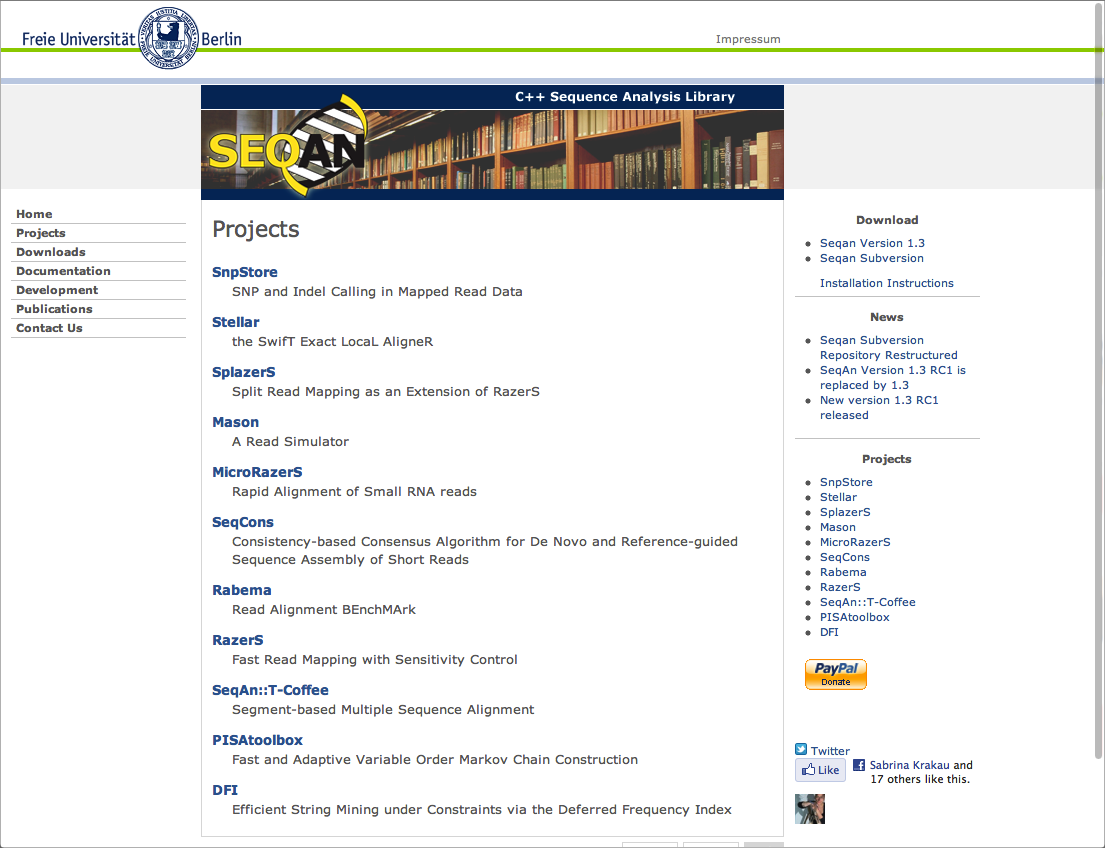 Freie Universität Berlin
Impressum
C++ Sequence Analysis Library
SEQAN
Home
Projects
Downloads
Documentation
Development
Publications
Contact Us
Projects
SnpStore
SNP and Indel Calling in Mapped Read Data
Stellar
the SwifT Exact LocaL AligneR
SplazerS
Split Read Mapping as an Extension of RazerS
Mason
A Read Simulator
MicroRazerS
Rapid Alignment of Small RNA reads
SeqCons
Consistency-based Consensus Algorithm for De Novo and Reference-guided
Sequence Assembly of Short Reads
Rabema
Read Alignment BEnchMArk
RazerS
Fast Read Mapping with Sensitivity Control
SeqAn::T-Coffee
Segment-based Multiple Sequence Alignment
PISAtoolbox
Fast and Adaptive Variable Order Markov Chain Construction
DFI
Efficient String Mining under Constraints via the Deferred Frequency Index
Download
Seqan Version 1.3
Seqan Subversion
Installation Instructions
News
Seqan Subversion
Repository Restructured
SeqAn Version 1.3 RC1 is
replaced by 1.3
New version 1.3 RC1
released
Projects
SnpStore
Stellar
SplazerS
Mason
MicroRazerS
SeqCons
Rabema
RazerS
SeqAn::T-Coffee
PISAtoolbox
DFI
PayPal
Donate
Twitter
Like
Sabrina Krakau and
17 others like this.